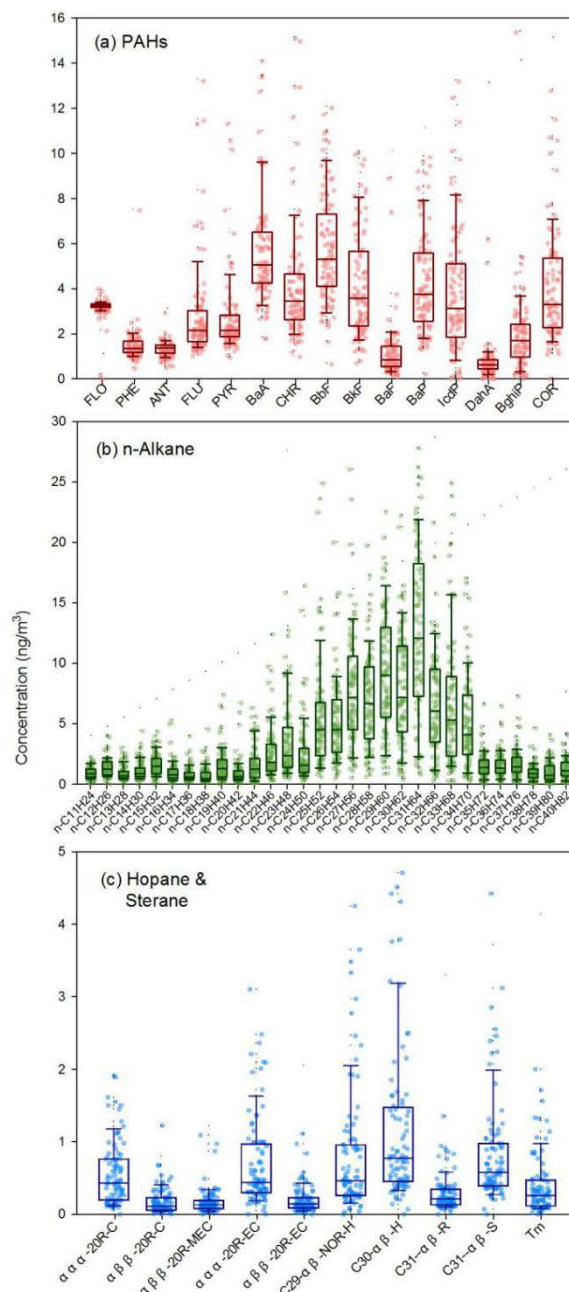 16
(a) PAHs
14
12
10
8
6
4
2
0
FLO
PHE
ANT
FLU
PYR
BaA
CHR
BbF
BkF
BaF
BaP
IcdP
DahA
BghiP
COR
30
(b) n-Alkane
25
20
15
10
5
0
Concentration (ng/m³)
n-C11H24
n-C12H26
n-C13H28
n-C14H30
n-C15H32
n-C16H34
n-C17H36
n-C18H38
n-C19H40
n-C20H42
n-C21H44
n-C22H46
n-C23H48
n-C24H50
n-C25H52
n-C26H54
n-C27H56
n-C28H58
n-C29H60
n-C30H62
n-C31H64
n-C32H66
n-C33H68
n-C34H70
n-C35H72
n-C36H74
n-C37H76
n-C38H78
n-C39H80
n-C40H82
5
(c) Hopane &
Sterane
4
3
2
1
0
α α α -20R-C
α β β -20R-C
α β β -20R-MEC
α α α -20R-EC
α β β -20R-EC
C29-α β -NOR-H
C30-α β -H
C31-α β -R
C31-α β -S
Tm